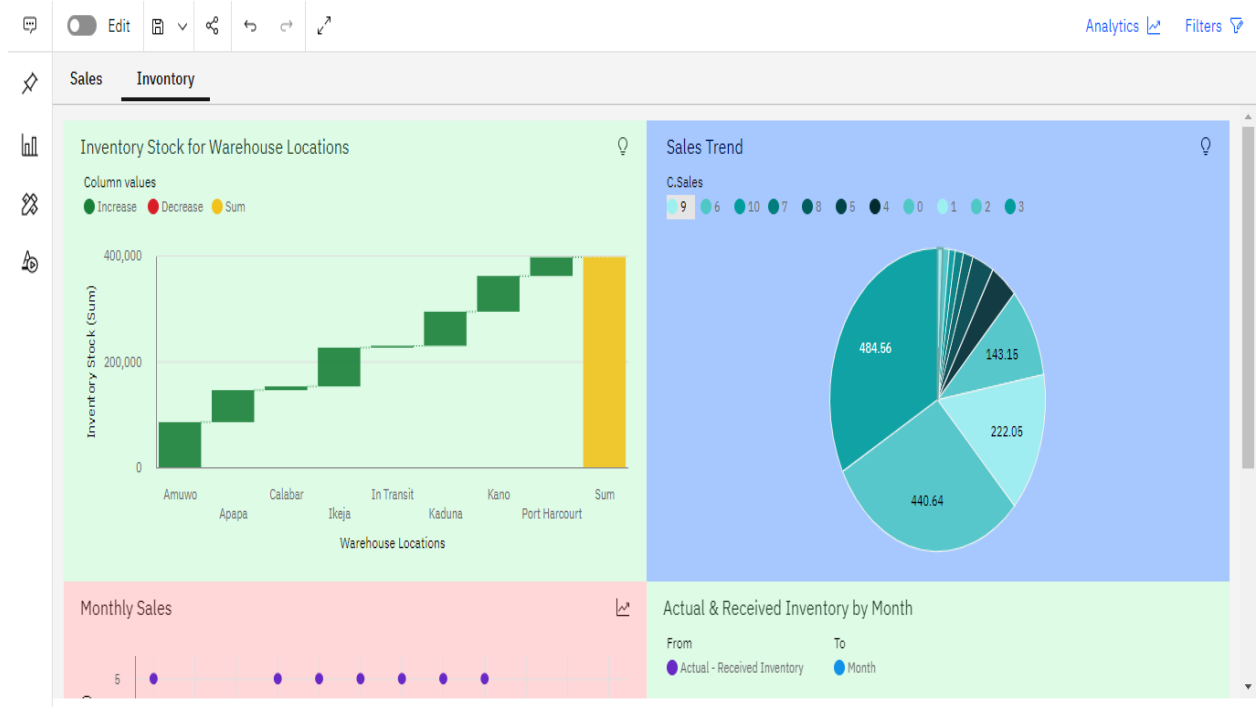 Edit
Analytics
Filters
Sales Invontory
Inventory Stock for Warehouse Locations
Column values
Increase Decrease Sum
400,000
200,000
0
Inventory Stock (Sum)
Amuwo Calabar In Transit Kano Sum
Apapa Ikeja Kaduna Port Harcourt
Warehouse Locations
Sales Trend
C.Sales
9 6 10 7 8 5 4 0 1 2 3
484.56
143.15
222.05
440.64
Monthly Sales
5
Actual & Received Inventory by Month
From To
Actual - Received Inventory Month